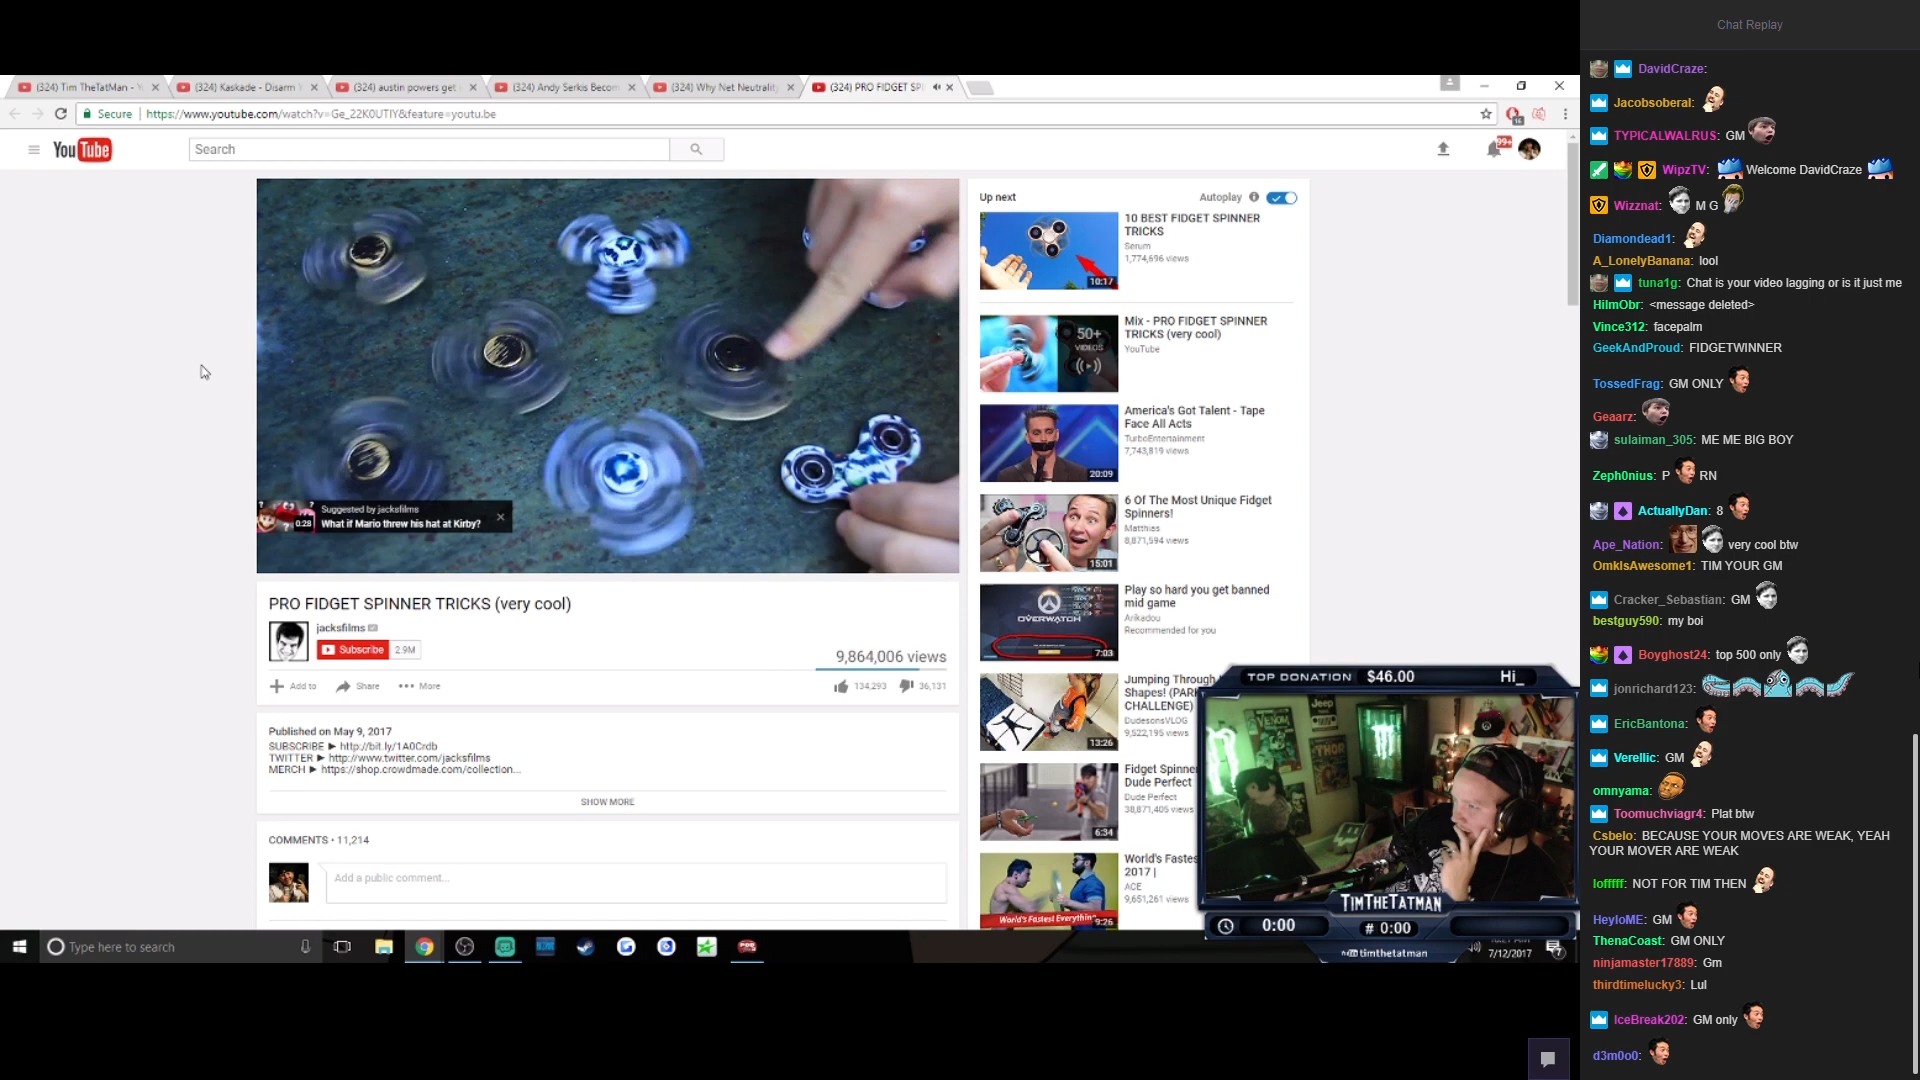 Chat Replay
(324) Tim TheTatMan -
(324) Kaskade - Disarm
(324) austin powers get
(324) Andy Serkis Becom
(324) Why Net Neutrality
(324) PRO FIDGET SPI
Secure
https://www.youtube.com/watch?v=Ge_22K0UTIY&feature=youtu.be
YouTube
Search
99+
Suggested by jacksfilms
What if Mario threw his hat at Kirby?
0:28
PRO FIDGET SPINNER TRICKS (very cool)
jacksfilms
Subscribe 2.9M
9,864,006 views
Add to
Share
More
134,293
36,131
Published on May 9, 2017
SUBSCRIBE ► http://bit.ly/1A0Crdb
TWITTER ► http://www.twitter.com/jacksfilms
MERCH ► https://shop.crowdmade.com/collection...
SHOW MORE
COMMENTS • 11,214
Add a public comment...
Up next
Autoplay
10 BEST FIDGET SPINNER
TRICKS
Serum
1,774,696 views
10:17
Mix - PRO FIDGET SPINNER
TRICKS (very cool)
YouTube
50+
VIDEOS
America's Got Talent - Tape
Face All Acts
TurboEntertainment
7,743,819 views
20:09
6 Of The Most Unique Fidget
Spinners!
Matthias
8,871,594 views
15:01
Play so hard you get banned
mid game
Arikadou
Recommended for you
OVERWATCH
7:03
Jumping Through
Shapes! (PAR
CHALLENGE)
DudesonsVLOG
9,522,195 views
13:26
Fidget Spinner
Dude Perfect
Dude Perfect
38,871,405 views
6:34
World's Fastes
2017 |
ACE
9,651,261 views
World's Fastest Everything
9:26
TOP DONATION $46.00 Hi_
Jeep
VENOM
THOR
TIMTHETATMAN
0:00
# 0:00
timthetatman
Type here to search
7/12/2017
DavidCraze:
Jacobsoberal:
TYPICALWALRUS: GM
WipzTV: Welcome DavidCraze
Wizznat: M G
Diamondead1:
A_LonelyBanana: lool
tuna1g: Chat is your video lagging or is it just me
HilmObr: <message deleted>
Vince312: facepalm
GeekAndProud: FIDGETWINNER
TossedFrag: GM ONLY
Geaarz:
sulaiman_305: ME ME BIG BOY
Zeph0nius: P RN
ActuallyDan: 8
Ape_Nation: very cool btw
OmkIsAwesome1: TIM YOUR GM
Cracker_Sebastian: GM
bestguy590: my boi
Boyghost24: top 500 only
jonrichard123:
EricBantona:
Verellic: GM
omnyama:
Toomuchviagr4: Plat btw
Csbelo: BECAUSE YOUR MOVES ARE WEAK, YEAH
YOUR MOVER ARE WEAK
lofffff: NOT FOR TIM THEN
HeyIoME: GM
ThenaCoast: GM ONLY
ninjamaster17889: Gm
thirdtimelucky3: Lul
IceBreak202: GM only
d3m0o0: